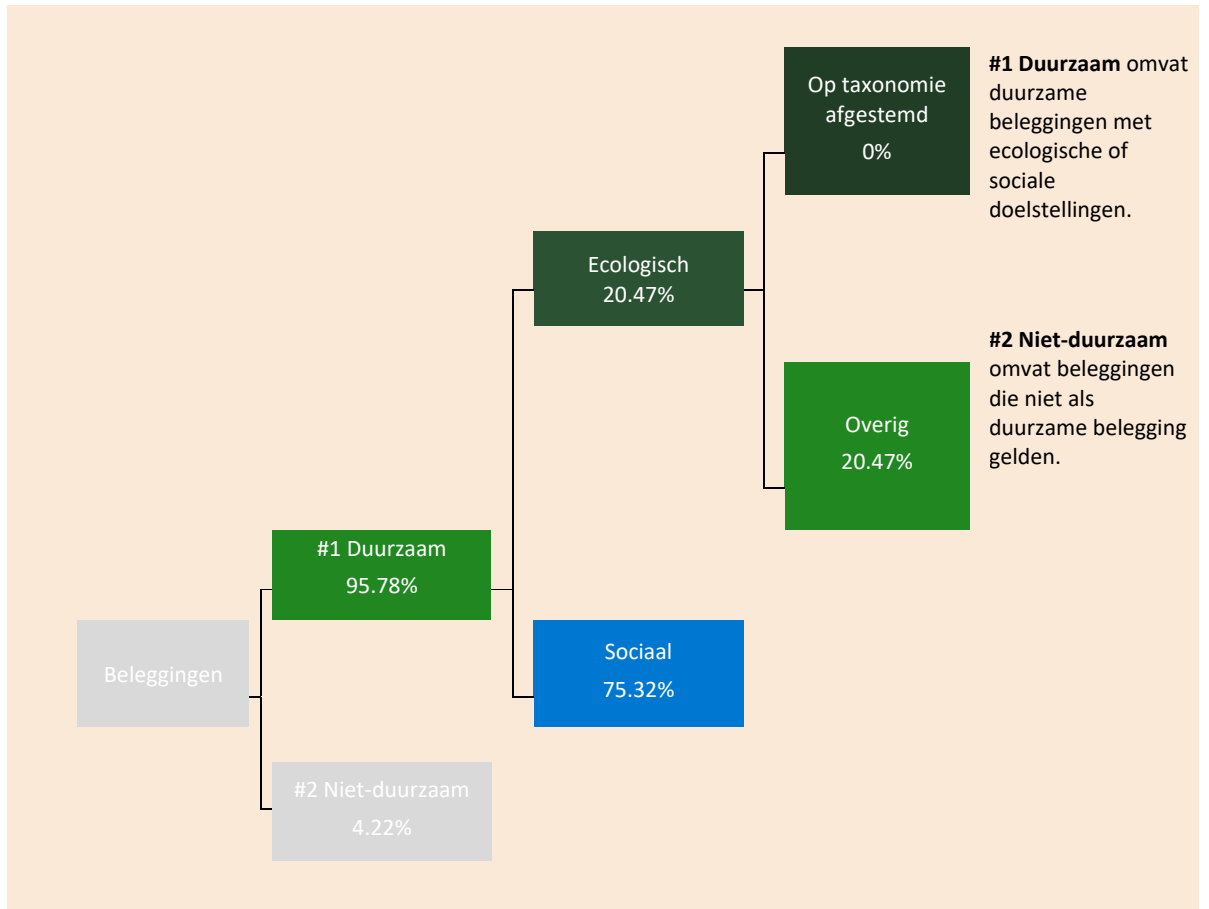 Op taxonomie
afgestemd
0%
#1 Duurzaam omvat
duurzame
beleggingen met
ecologische of
sociale
doelstellingen.
Ecologisch
20.47%
#2 Niet-duurzaam
omvat beleggingen
die niet als
duurzame belegging
gelden.
Overig
20.47%
#1 Duurzaam
95.78%
Sociaal
75.32%
Beleggingen
#2 Niet-duurzaam
4.22%